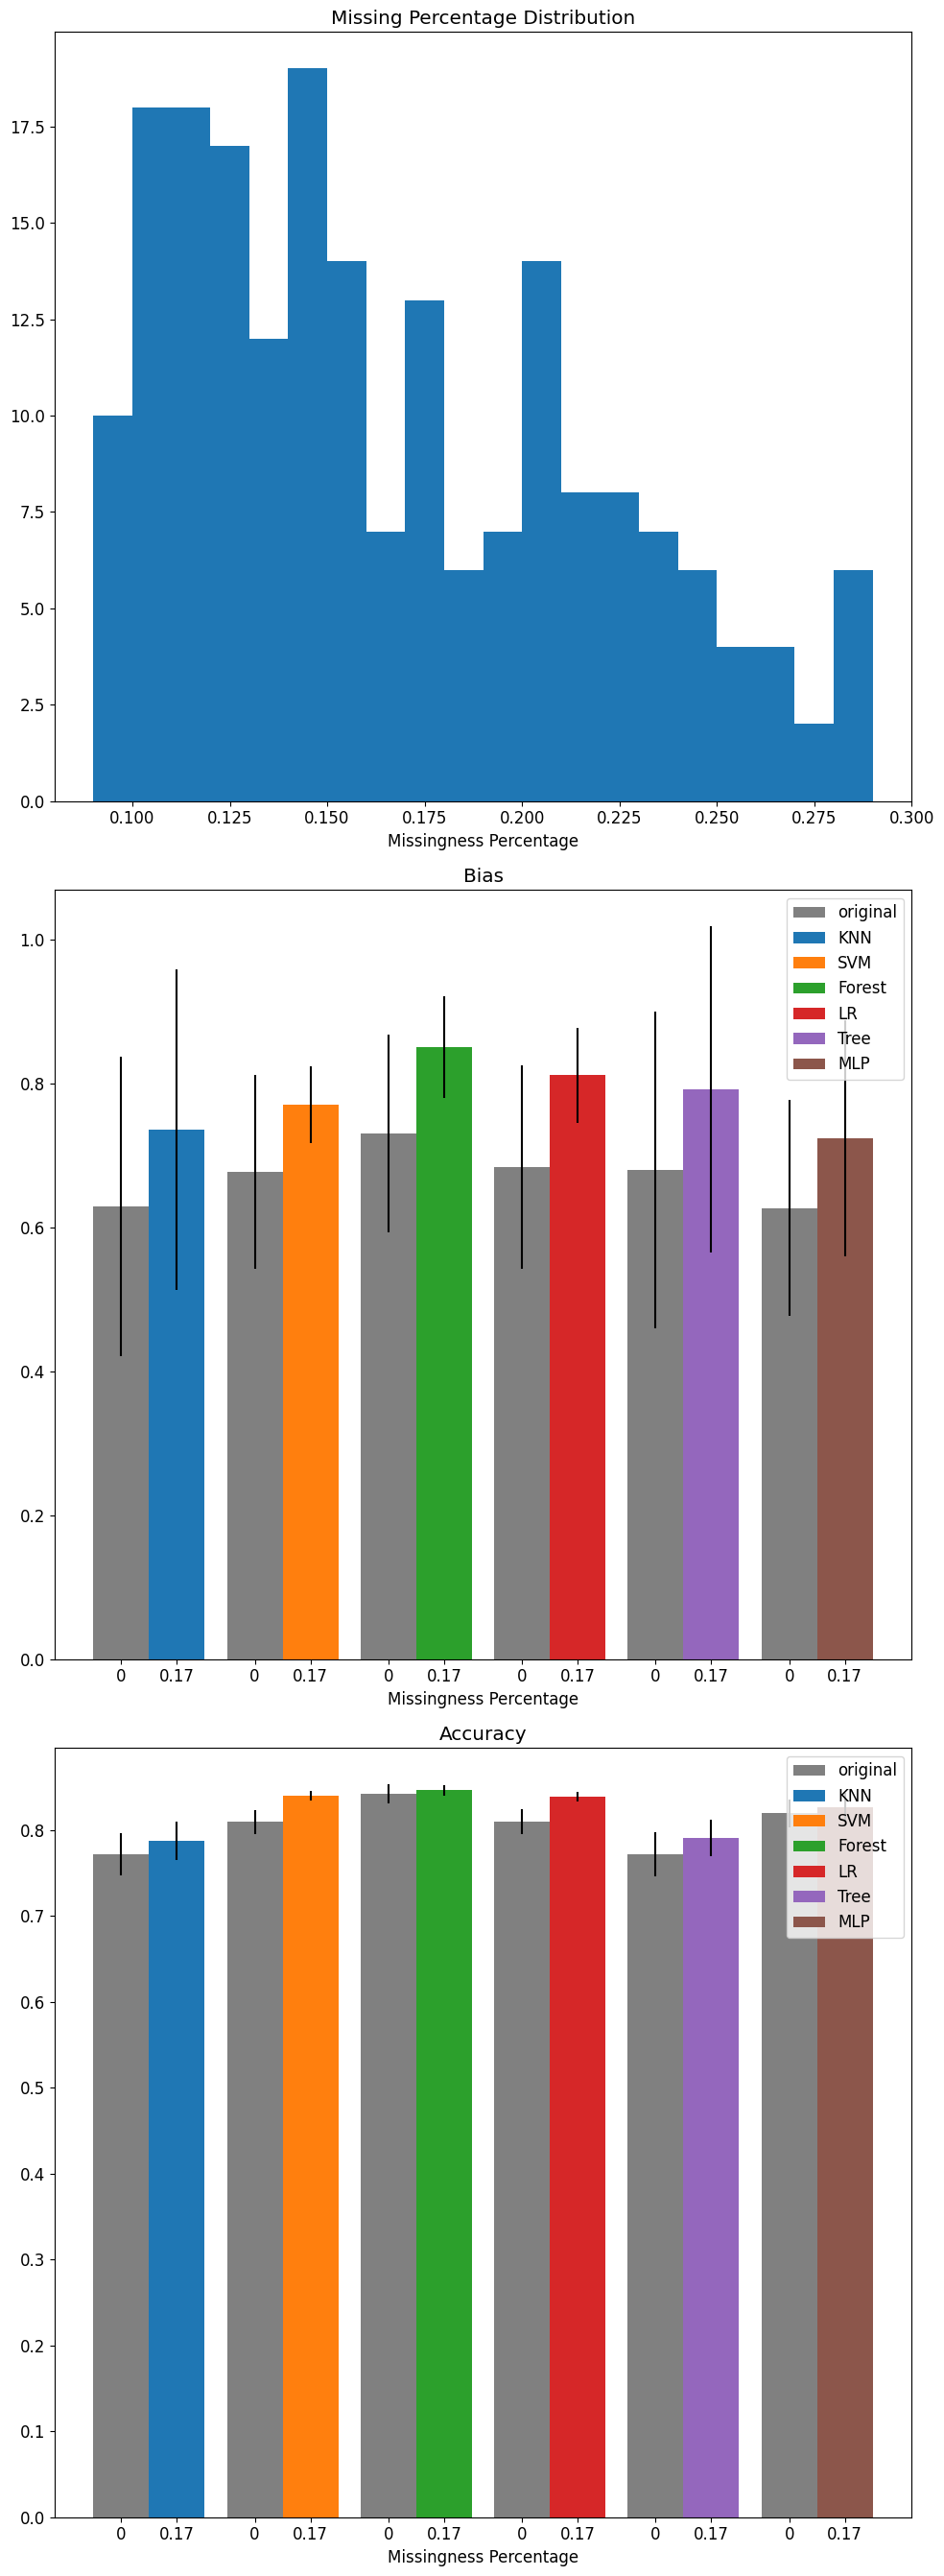 Missing Percentage Distribution
17.5
15.0
12.5
10.0
7.5
5.0
2.5
0.0
0.100 0.125 0.150 0.175 0.200 0.225 0.250 0.275 0.300
Missingness Percentage
Bias
original
KNN
SVM
Forest
LR
Tree
MLP
1.0
0.8
0.6
0.4
0.2
0.0
0 0.17 0 0.17 0 0.17 0 0.17 0 0.17 0 0.17
Missingness Percentage
Accuracy
original
KNN
SVM
Forest
LR
Tree
MLP
0.8
0.7
0.6
0.5
0.4
0.3
0.2
0.1
0.0
0 0.17 0 0.17 0 0.17 0 0.17 0 0.17 0 0.17
Missingness Percentage